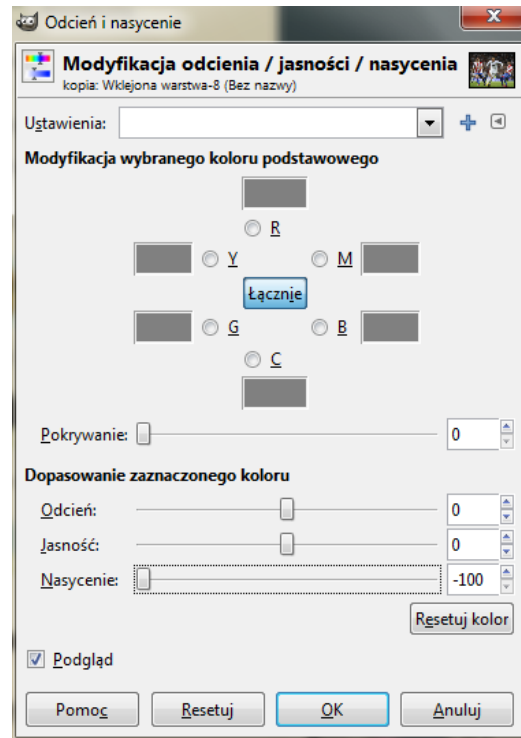 Odcień i nasycenie
Modyfikacja odcienia / jasności / nasycenia
kopia: Wklejona warstwa-8 (Bez nazwy)
Ustawienia:
Modyfikacja wybranego koloru podstawowego
R
Y M
Łącznie
G B
C
Pokrywanie: 0
Dopasowanie zaznaczonego koloru
Odcień: 0
Jasność: 0
Nasycenie: -100
Resetuj kolor
Podgląd
Pomoc Resetuj OK Anuluj